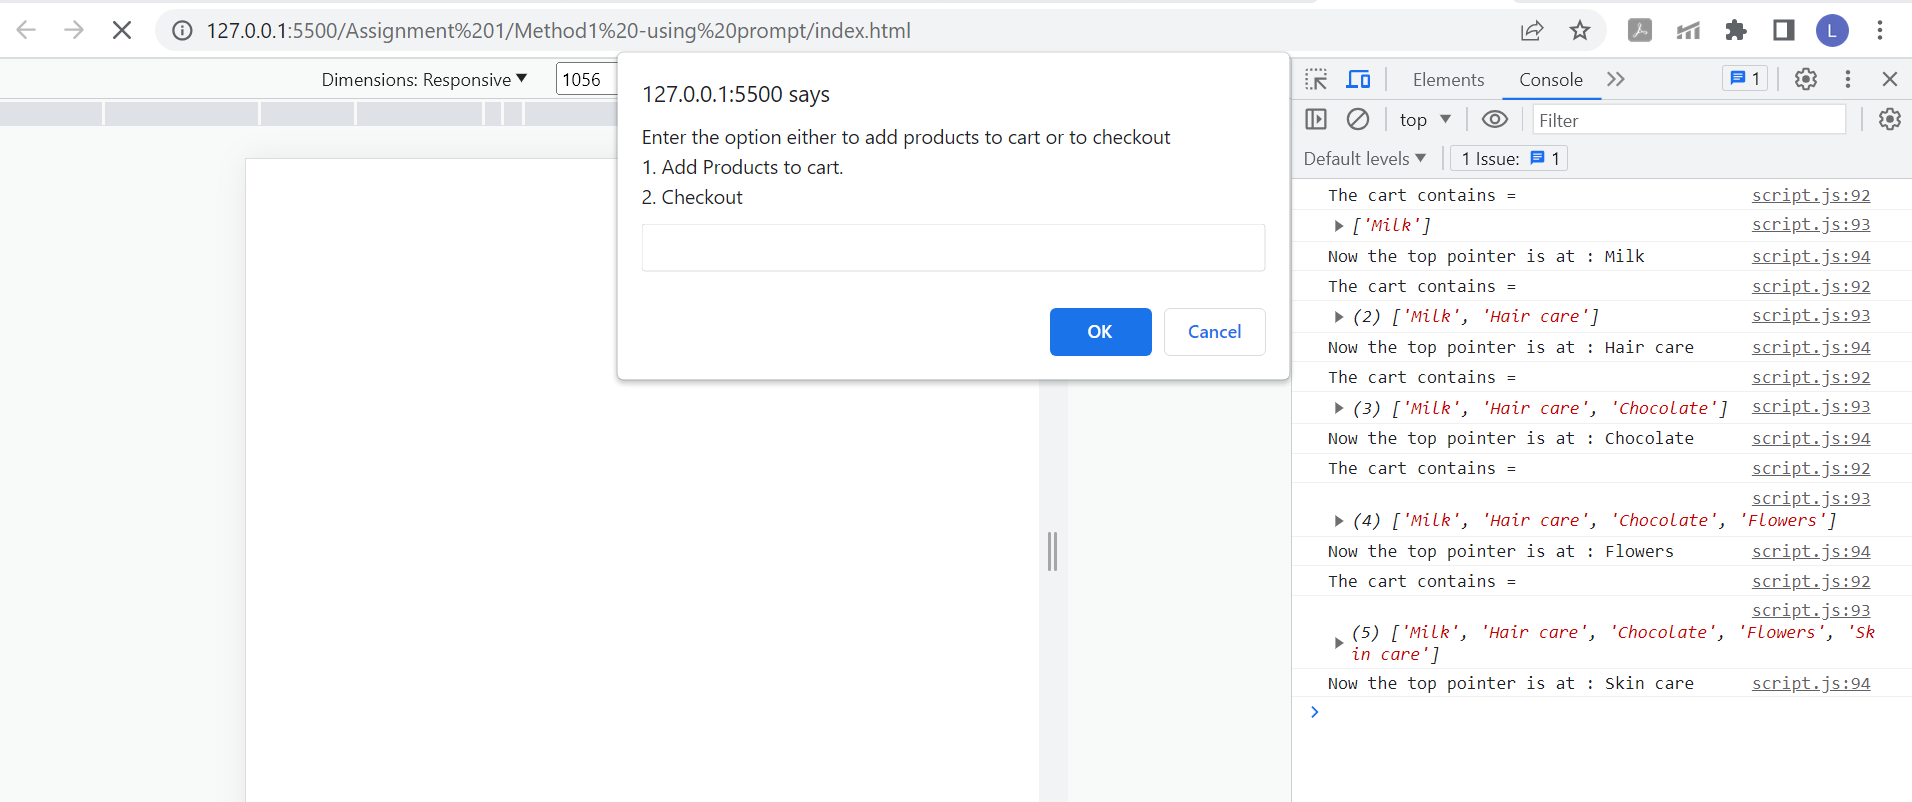 127.0.0.1:5500/Assignment%201/Method1%20-using%20prompt/index.html
L
Dimensions: Responsive
1056
127.0.0.1:5500 says
Enter the option either to add products to cart or to checkout
1. Add Products to cart.
2. Checkout
OK
Cancel
Elements
Console
1
top
Filter
Default levels
1 Issue: 1
The cart contains = script.js:92
['Milk'] script.js:93
Now the top pointer is at : Milk script.js:94
The cart contains = script.js:92
(2) ['Milk', 'Hair care'] script.js:93
Now the top pointer is at : Hair care script.js:94
The cart contains = script.js:92
(3) ['Milk', 'Hair care', 'Chocolate'] script.js:93
Now the top pointer is at : Chocolate script.js:94
The cart contains = script.js:92
script.js:93
(4) ['Milk', 'Hair care', 'Chocolate', 'Flowers']
Now the top pointer is at : Flowers script.js:94
The cart contains = script.js:92
script.js:93
(5) ['Milk', 'Hair care', 'Chocolate', 'Flowers', 'Sk
in care']
Now the top pointer is at : Skin care script.js:94